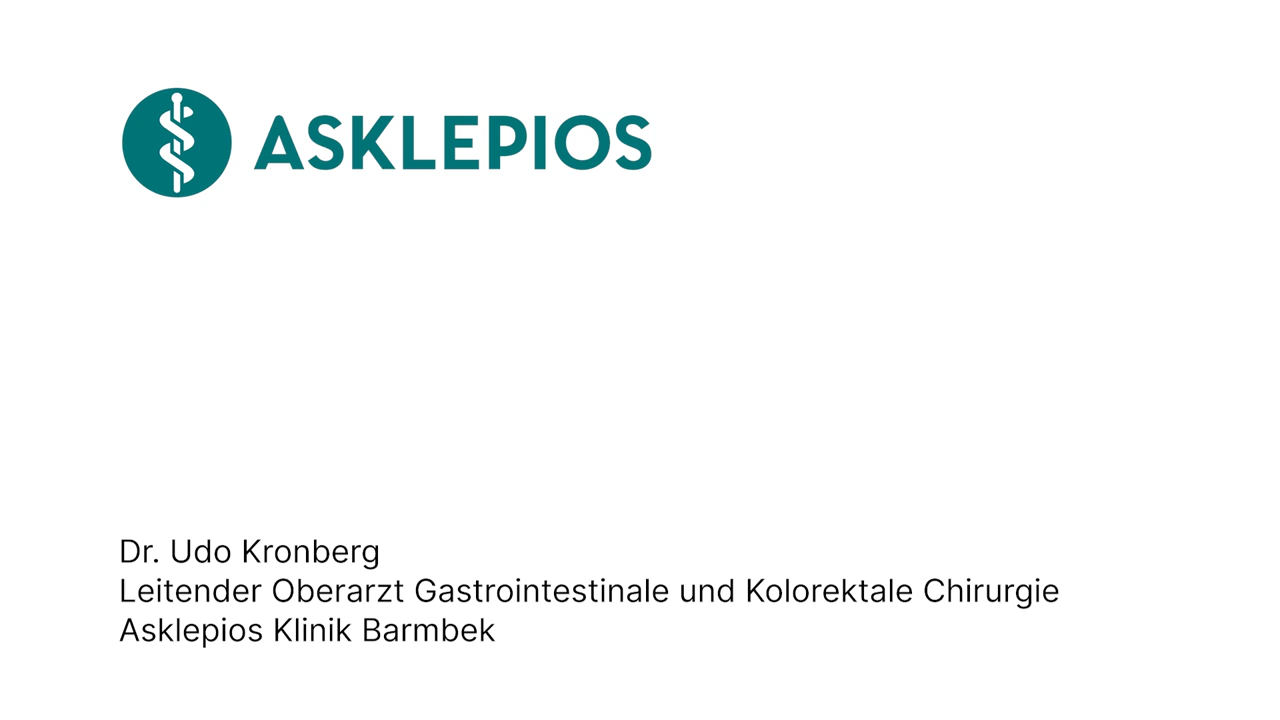 ASKLEPIOS
Dr. Udo Kronberg
Leitender Oberarzt Gastrointestinale und Kolorektale Chirurgie
Asklepios Klinik Barmbek